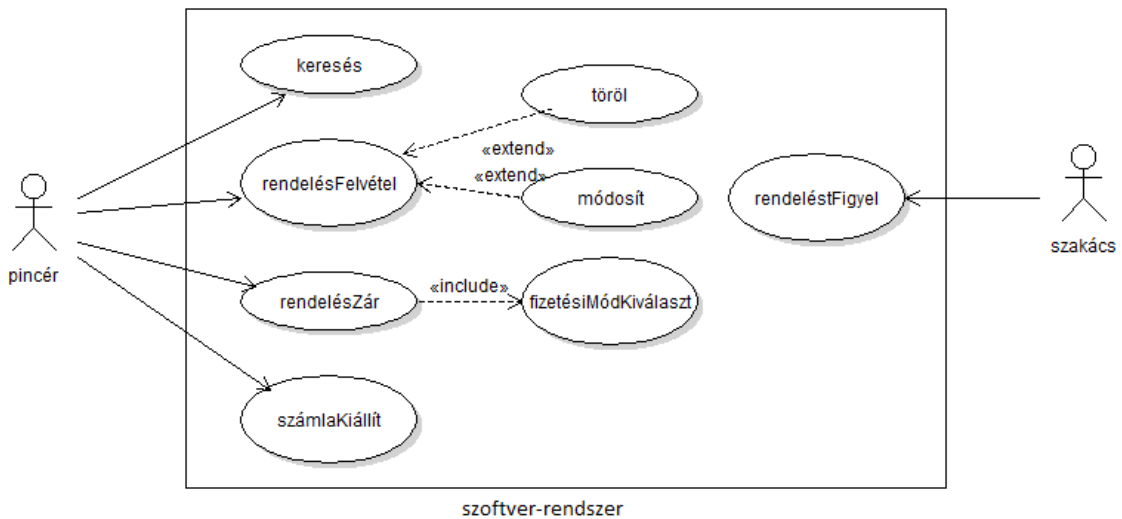 keresés
töröl
«extend»
«extend»
rendelésFelvétel
módosít
rendeléstFigyel
pincér
szakács
rendelésZár
«include»
fizetésiMódKiválaszt
számlaKiállít
szoftver-rendszer